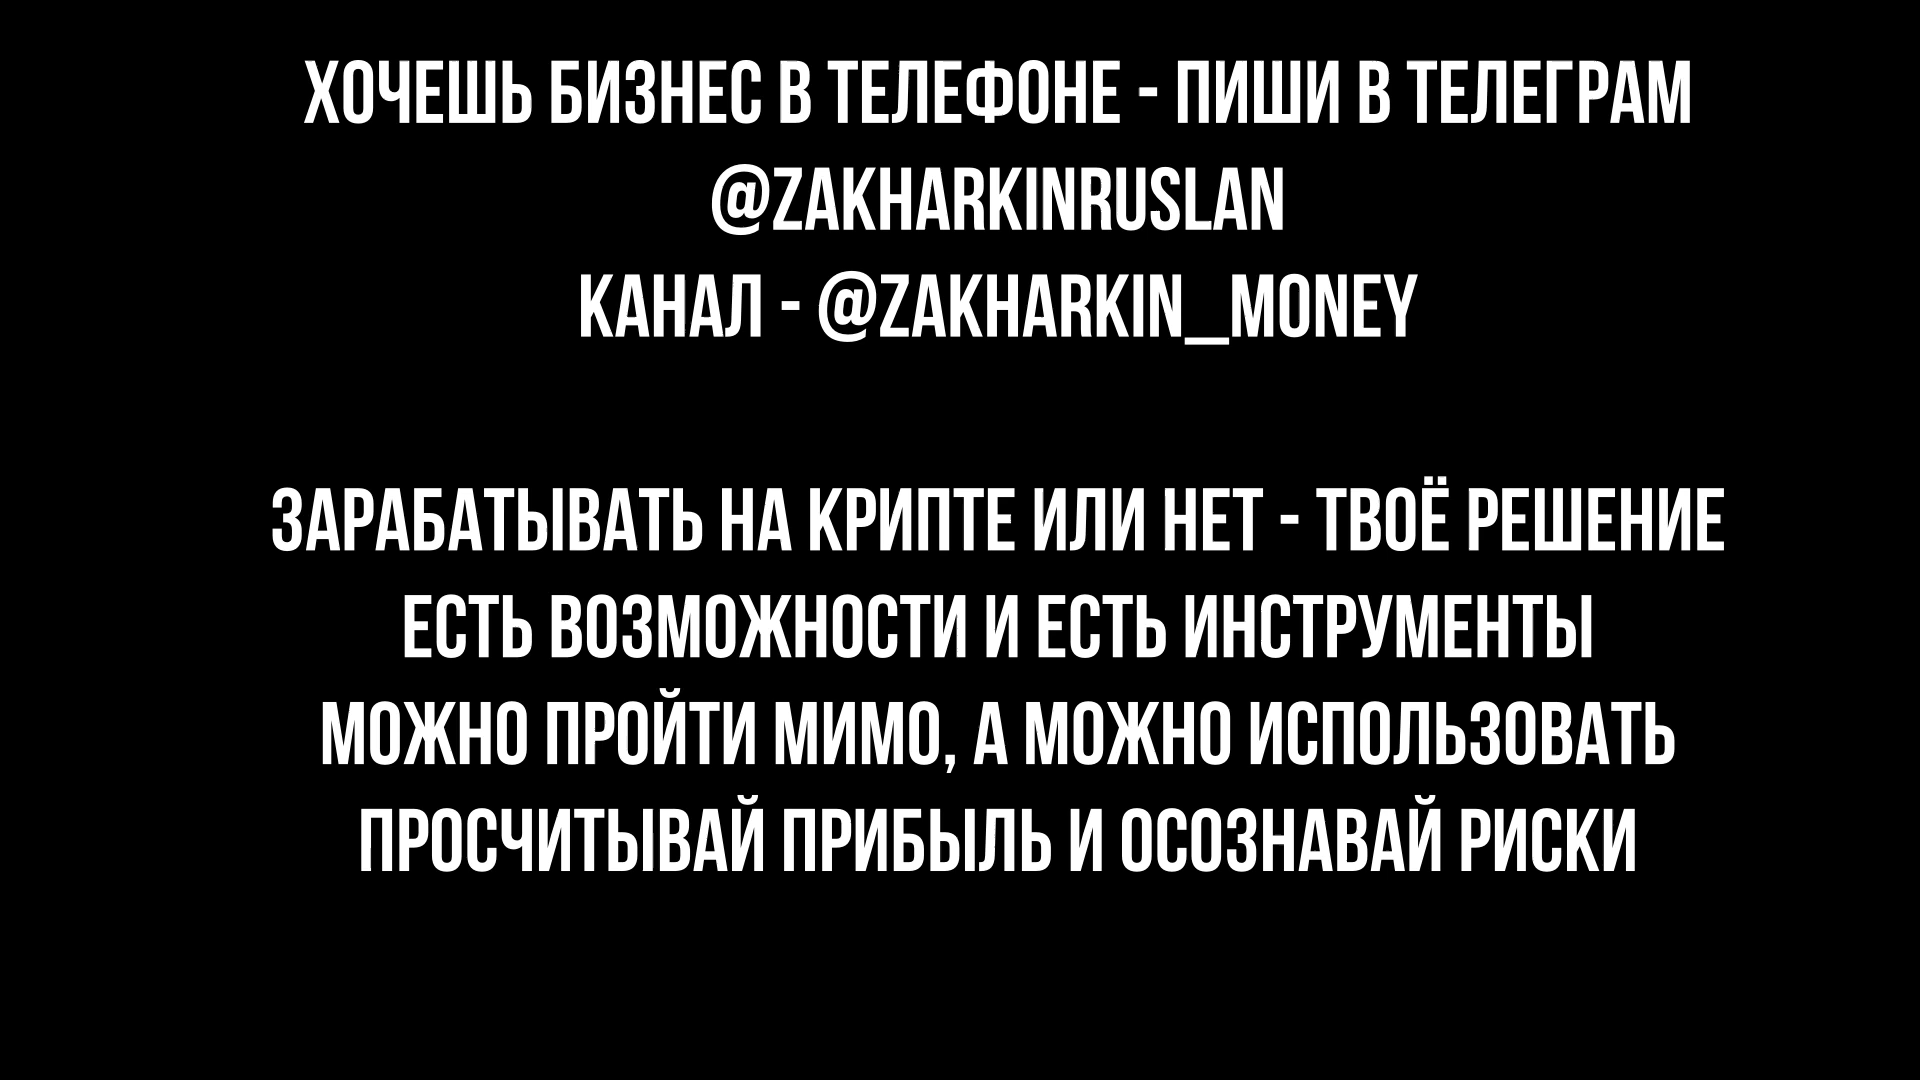 ХОЧЕШЬ БИЗНЕС В ТЕЛЕФОНЕ - ПИШИ В ТЕЛЕГРАМ
@ZAKHARKINRUSLAN
КАНАЛ - @ZAKHARKIN_MONEY
ЗАРАБАТЫВАТЬ НА КРИПТЕ ИЛИ НЕТ - ТВОЁ РЕШЕНИЕ
ЕСТЬ ВОЗМОЖНОСТИ И ЕСТЬ ИНСТРУМЕНТЫ
МОЖНО ПРОЙТИ МИМО, А МОЖНО ИСПОЛЬЗОВАТЬ
ПРОСЧИТЫВАЙ ПРИБЫЛЬ И ОСОЗНАВАЙ РИСКИ